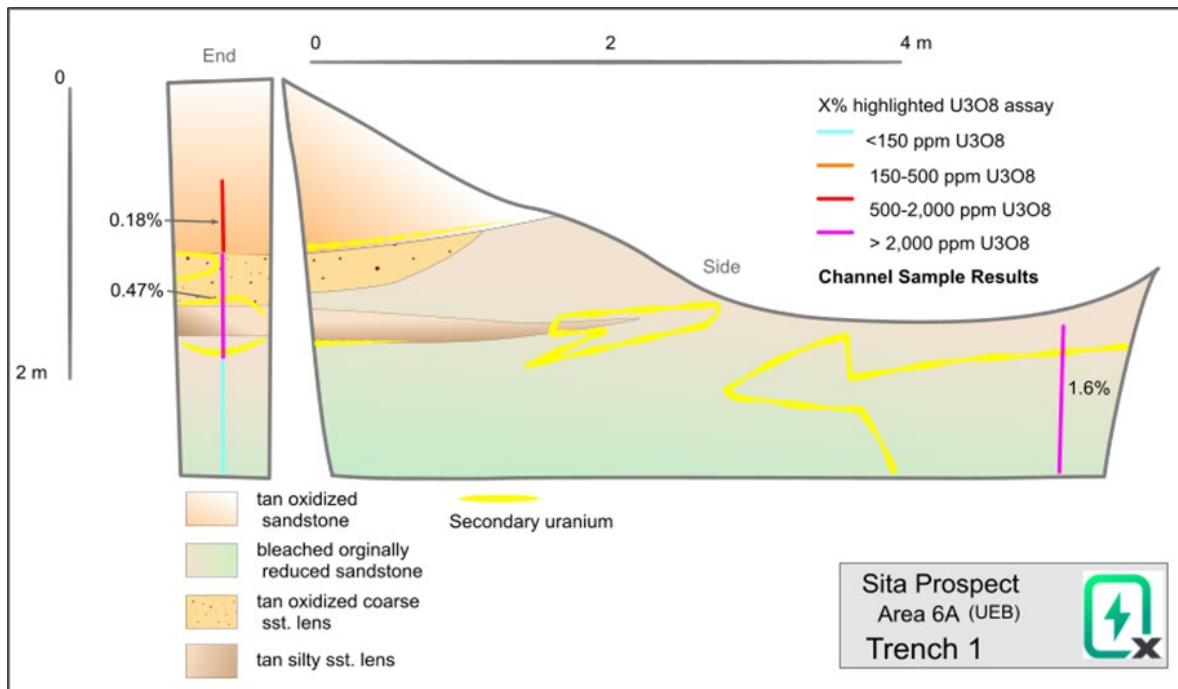 End
0
2
4 m
0
2 m
X% highlighted U3O8 assay
<150 ppm U3O8
150-500 ppm U3O8
500-2,000 ppm U3O8
> 2,000 ppm U3O8
Channel Sample Results
0.18%
0.47%
Side
1.6%
tan oxidized
sandstone
bleached orginally
reduced sandstone
tan oxidized coarse
sst. lens
tan silty sst. lens
Secondary uranium
Sita Prospect
Area 6A (UEB)
Trench 1
X